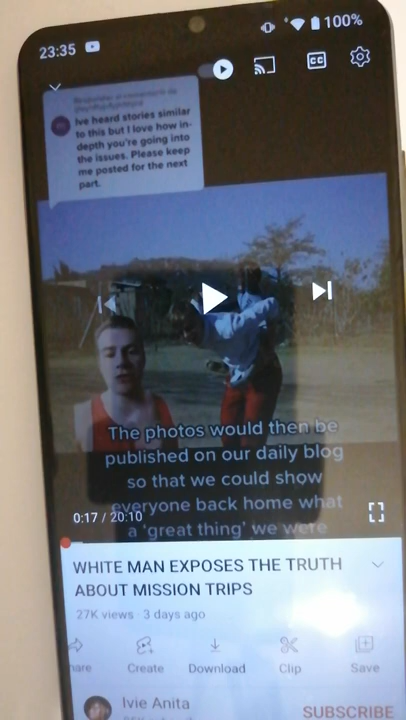 23:35
100%
CC
Ive heard stories similar
to this but I love how in-
depth you're going into
the issues. Please keep
me posted for the next
part.
The photos would then be
published on our daily blog
so that we could show
everyone back home what
a 'great thing' we were
0:17 / 20:10
WHITE MAN EXPOSES THE TRUTH
ABOUT MISSION TRIPS
27K views 3 days ago
hare Create Download Clip Save
Ivie Anita
SUBSCRIBE